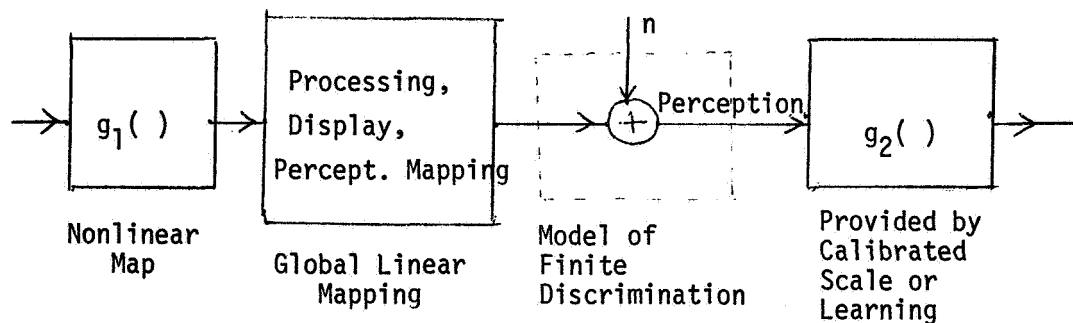 n
g1( )
Processing,
Display,
Percept. Mapping
+
Perception
g2( )
Nonlinear
Map
Global Linear
Mapping
Model of
Finite
Discrimination
Provided by
Calibrated
Scale or
Learning